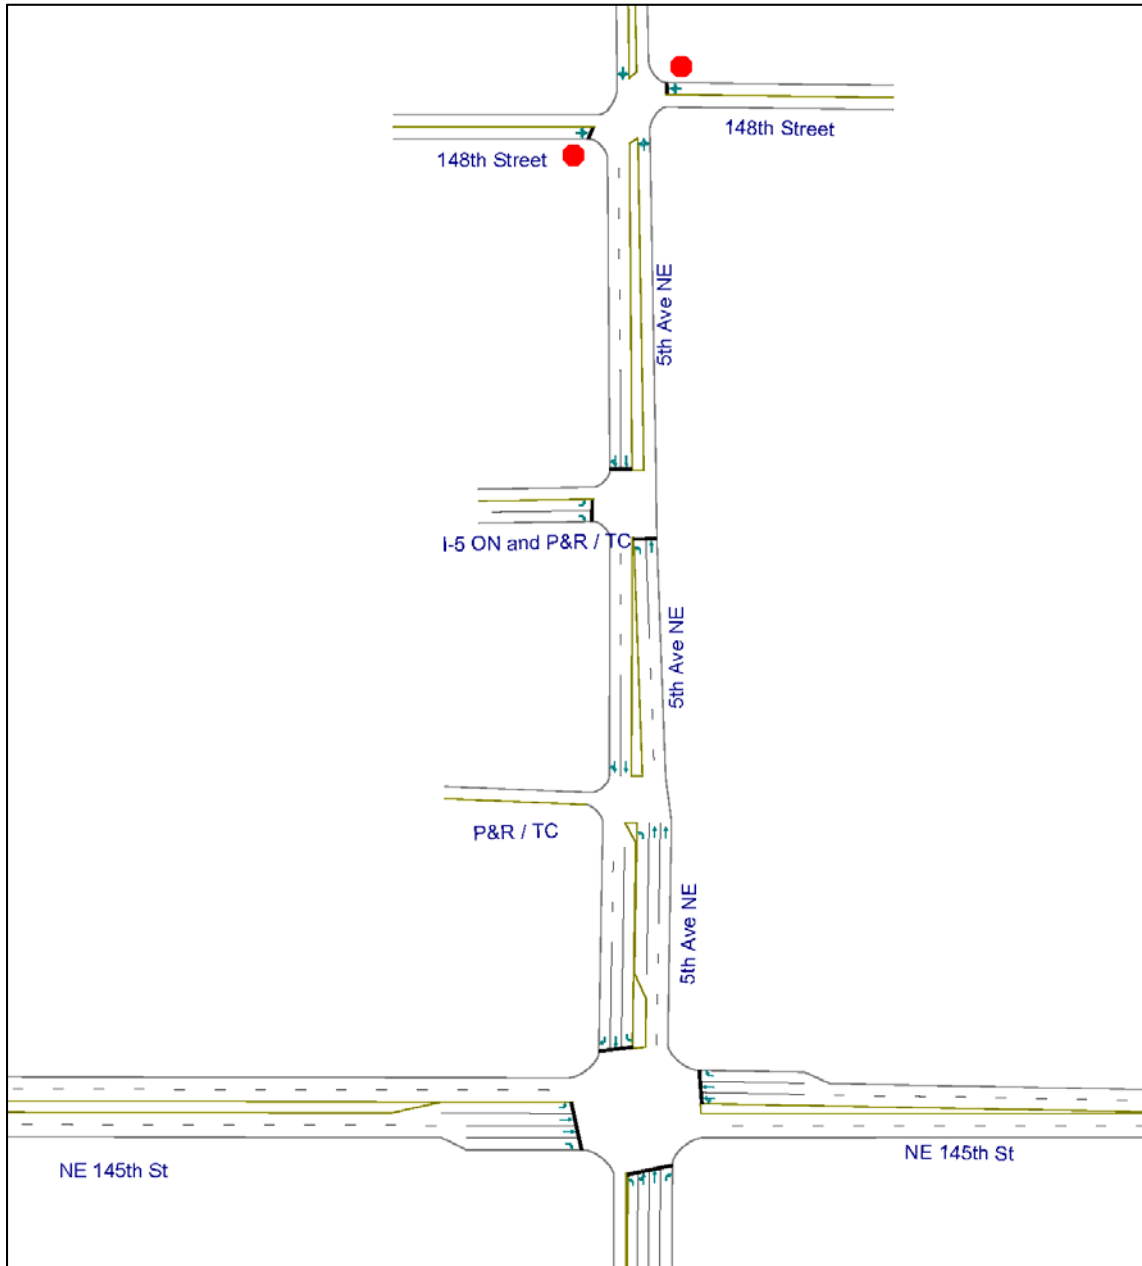 148th Street
148th Street
5th Ave NE
I-5 ON and P&R / TC
5th Ave NE
P&R / TC
5th Ave NE
NE 145th St
NE 145th St